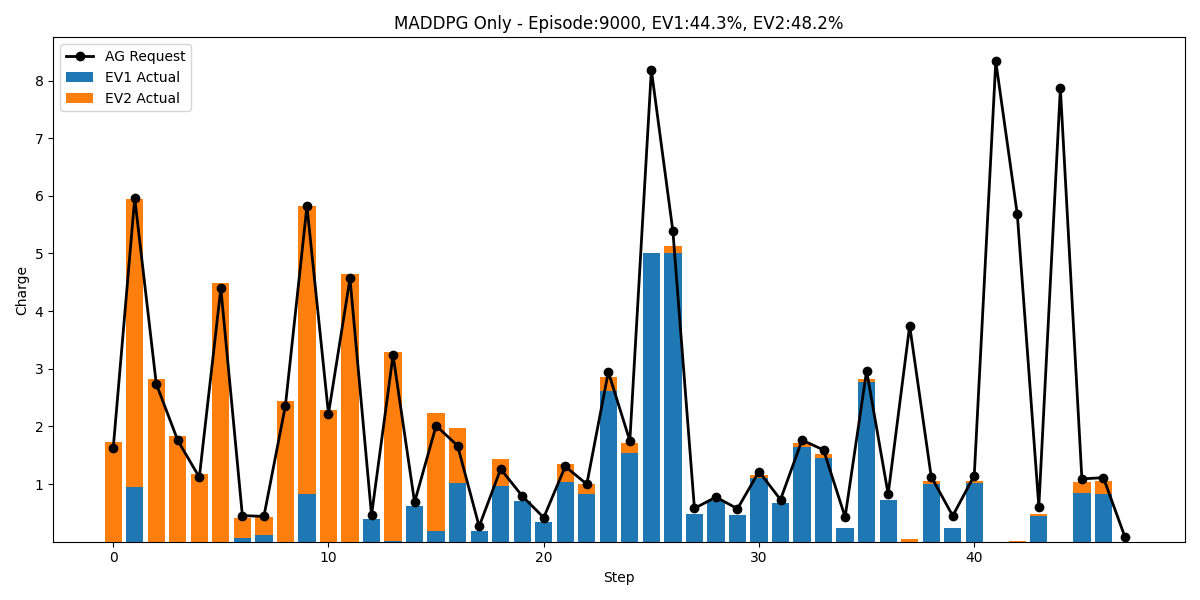 MADDPG Only - Episode:9000, EV1:44.3%, EV2:48.2%
AG Request
EV1 Actual
EV2 Actual
Charge
8
7
6
5
4
3
2
1
0 10 20 30 40
Step